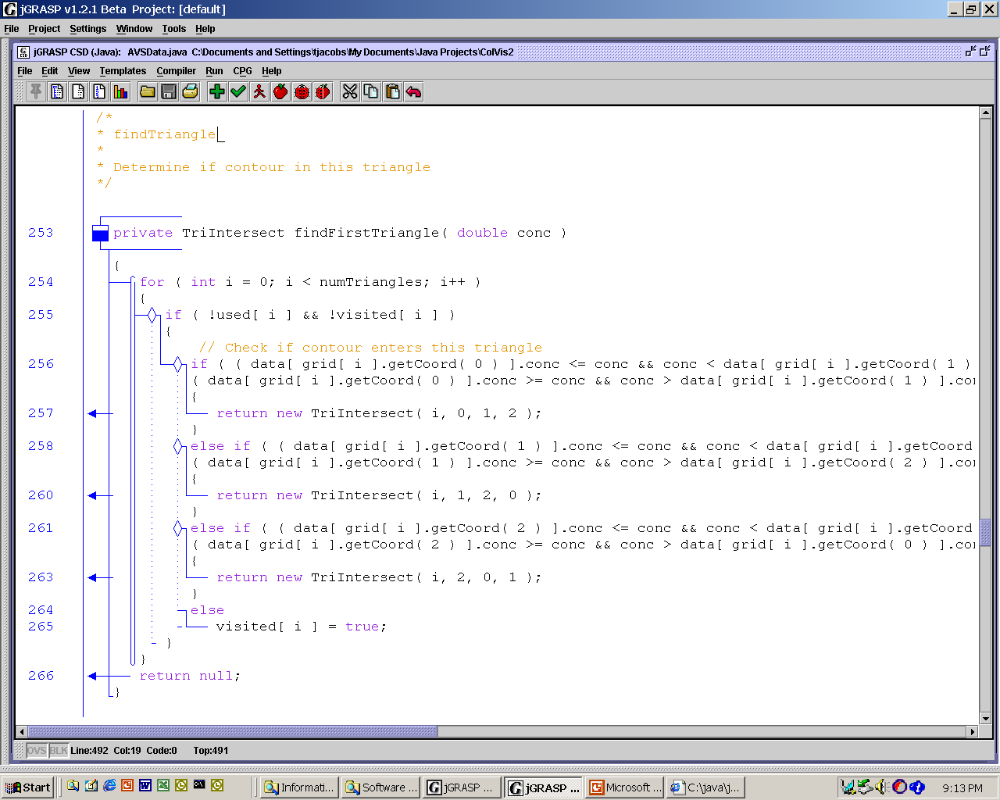 jGRASP v1.2.1 Beta  Project: [default]
File Project Settings Window Tools Help
jGRASP CSD (Java):  AVSData.java  C:\Documents and Settings\tjacobs\My Documents\Java Projects\ColVis2
File Edit View Templates Compiler Run CPG Help
/*
* findTriangle
*
* Determine if contour in this triangle
*/
253 private TriIntersect findFirstTriangle( double conc )
{
254 for ( int i = 0; i < numTriangles; i++ )
{
255 if ( !used[ i ] && !visited[ i ] )
{
// Check if contour enters this triangle
256 if ( ( data[ grid[ i ].getCoord( 0 ) ].conc <= conc && conc < data[ grid[ i ].getCoord( 1 )
( data[ grid[ i ].getCoord( 0 ) ].conc >= conc && conc > data[ grid[ i ].getCoord( 1 ) ].con
{
257 return new TriIntersect( i, 0, 1, 2 );
}
258 else if ( ( data[ grid[ i ].getCoord( 1 ) ].conc <= conc && conc < data[ grid[ i ].getCoord
( data[ grid[ i ].getCoord( 1 ) ].conc >= conc && conc > data[ grid[ i ].getCoord( 2 ) ].con
{
260 return new TriIntersect( i, 1, 2, 0 );
}
261 else if ( ( data[ grid[ i ].getCoord( 2 ) ].conc <= conc && conc < data[ grid[ i ].getCoord
( data[ grid[ i ].getCoord( 2 ) ].conc >= conc && conc > data[ grid[ i ].getCoord( 0 ) ].con
{
263 return new TriIntersect( i, 2, 0, 1 );
}
264 else
265 visited[ i ] = true;
}
}
266 return null;
}
OVS BLK Line:492 Col:19 Code:0 Top:491
Start Informati... Software ... jGRASP ... jGRASP ... Microsoft ... C:\java\j... 9:13 PM